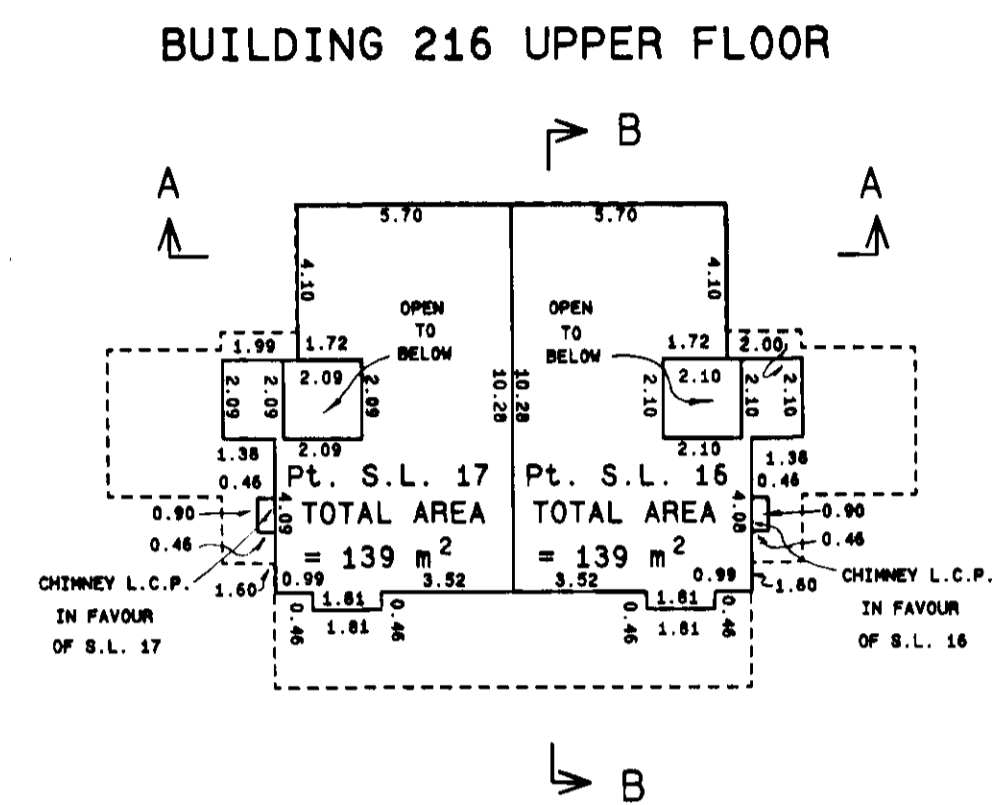 BUILDING 216 UPPER FLOOR
B
A
A
5.70
5.70
4.10
4.10
OPEN
TO
BELOW
OPEN
TO
BELOW
1.99
1.72
1.72
2.00
2.09
2.09
2.09
2.09
10.28
10.28
2.10
2.10
2.10
2.10
2.09
2.10
1.38
1.38
0.46
0.46
Pt. S.L. 17
TOTAL AREA
= 139 m²
Pt. S.L. 16
TOTAL AREA
= 139 m²
4.09
4.08
0.90
0.90
0.46
0.46
CHIMNEY L.C.P.
IN FAVOUR
OF S.L. 17
CHIMNEY L.C.P.
IN FAVOUR
OF S.L. 16
1.60
0.99
3.52
3.52
0.99
1.60
0.46
1.81
1.81
0.46
0.46
1.81
1.81
0.46
B